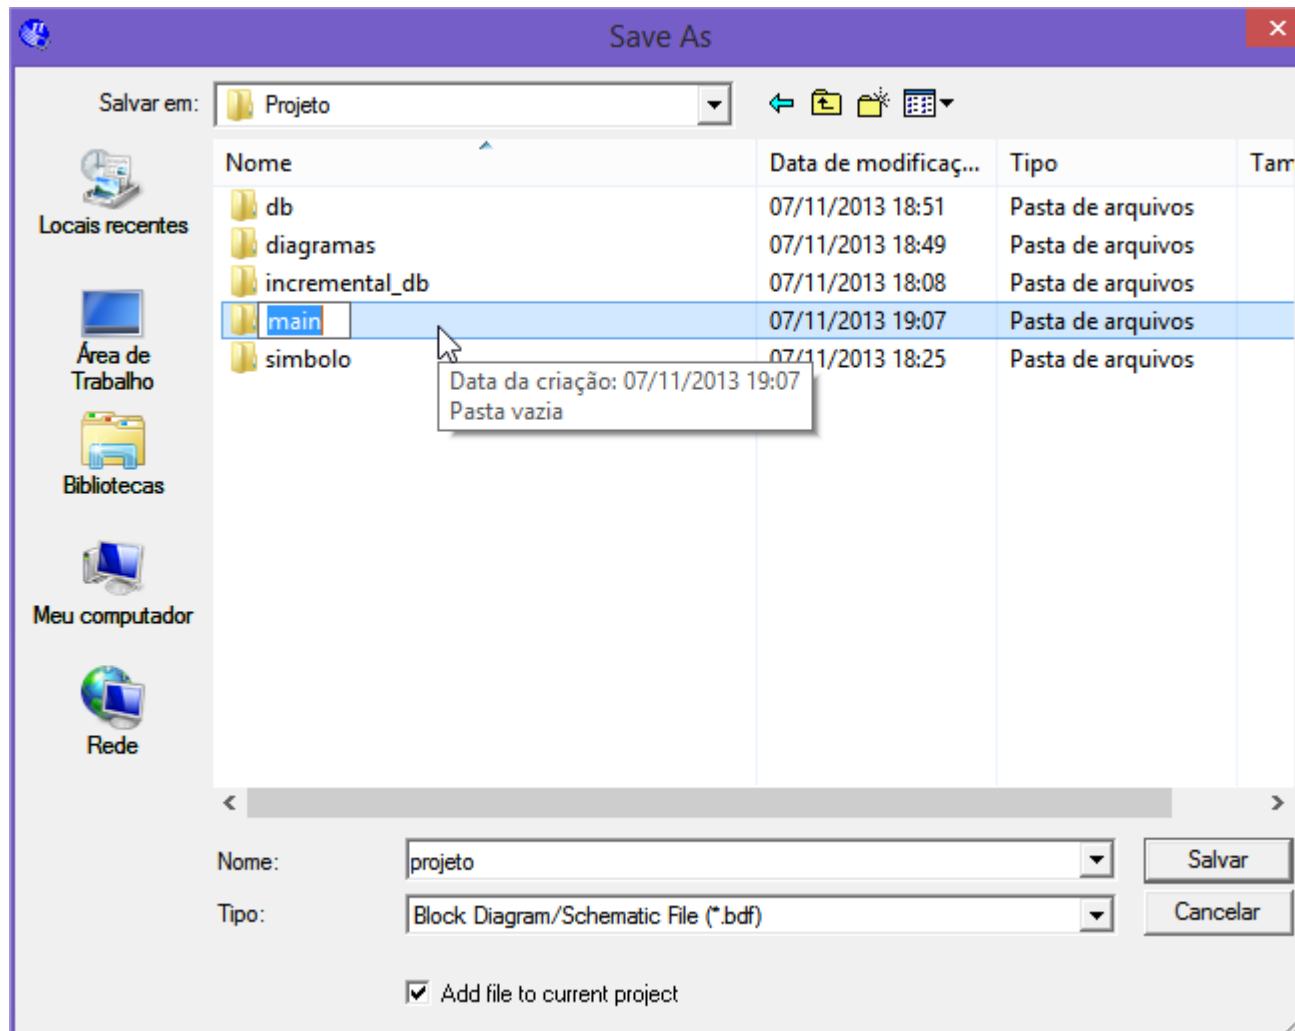 Save As
Salvar em: Projeto
Nome Data de modificaç... Tipo Tam
db 07/11/2013 18:51 Pasta de arquivos
diagramas 07/11/2013 18:49 Pasta de arquivos
incremental_db 07/11/2013 18:08 Pasta de arquivos
main 07/11/2013 19:07 Pasta de arquivos
simbolo 07/11/2013 18:25 Pasta de arquivos
Data da criação: 07/11/2013 19:07
Pasta vazia
Locais recentes
Área de
Trabalho
Bibliotecas
Meu computador
Rede
Nome: projeto Salvar
Tipo: Block Diagram/Schematic File (*.bdf) Cancelar
Add file to current project